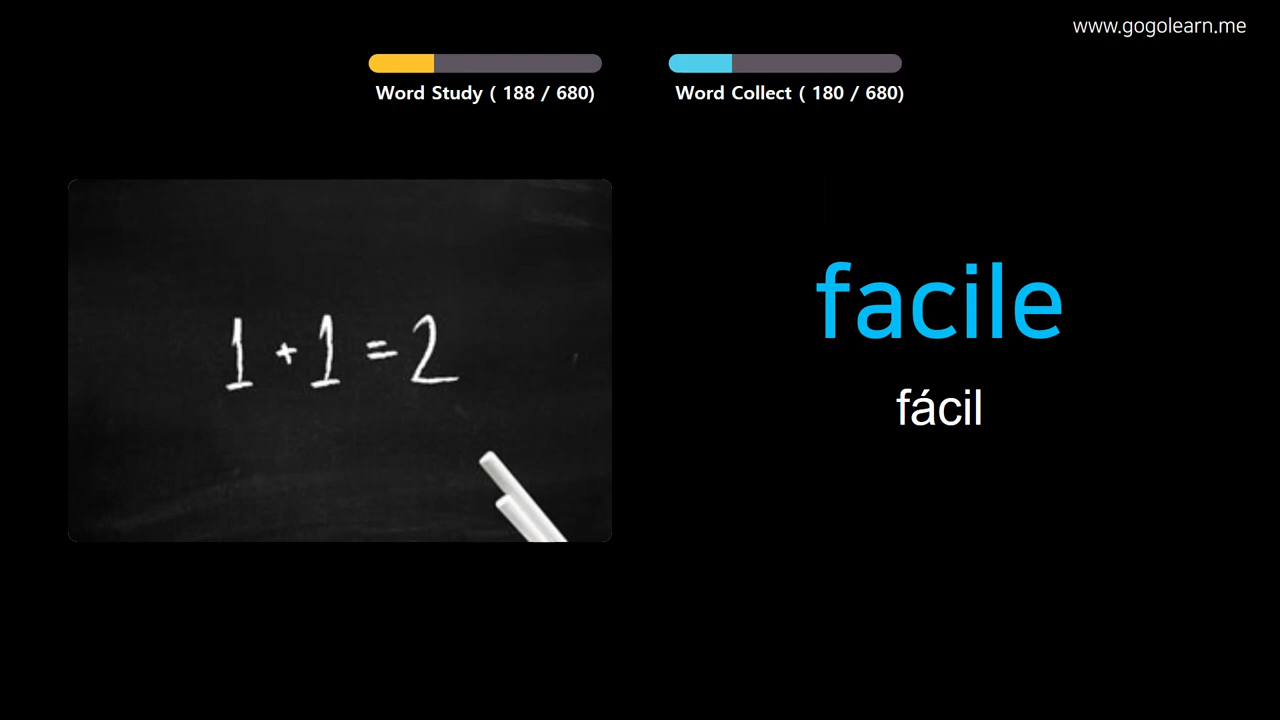 www.gogolearn.me
Word Study ( 188 / 680)
Word Collect ( 180 / 680)
1 + 1 = 2
facile
fácil